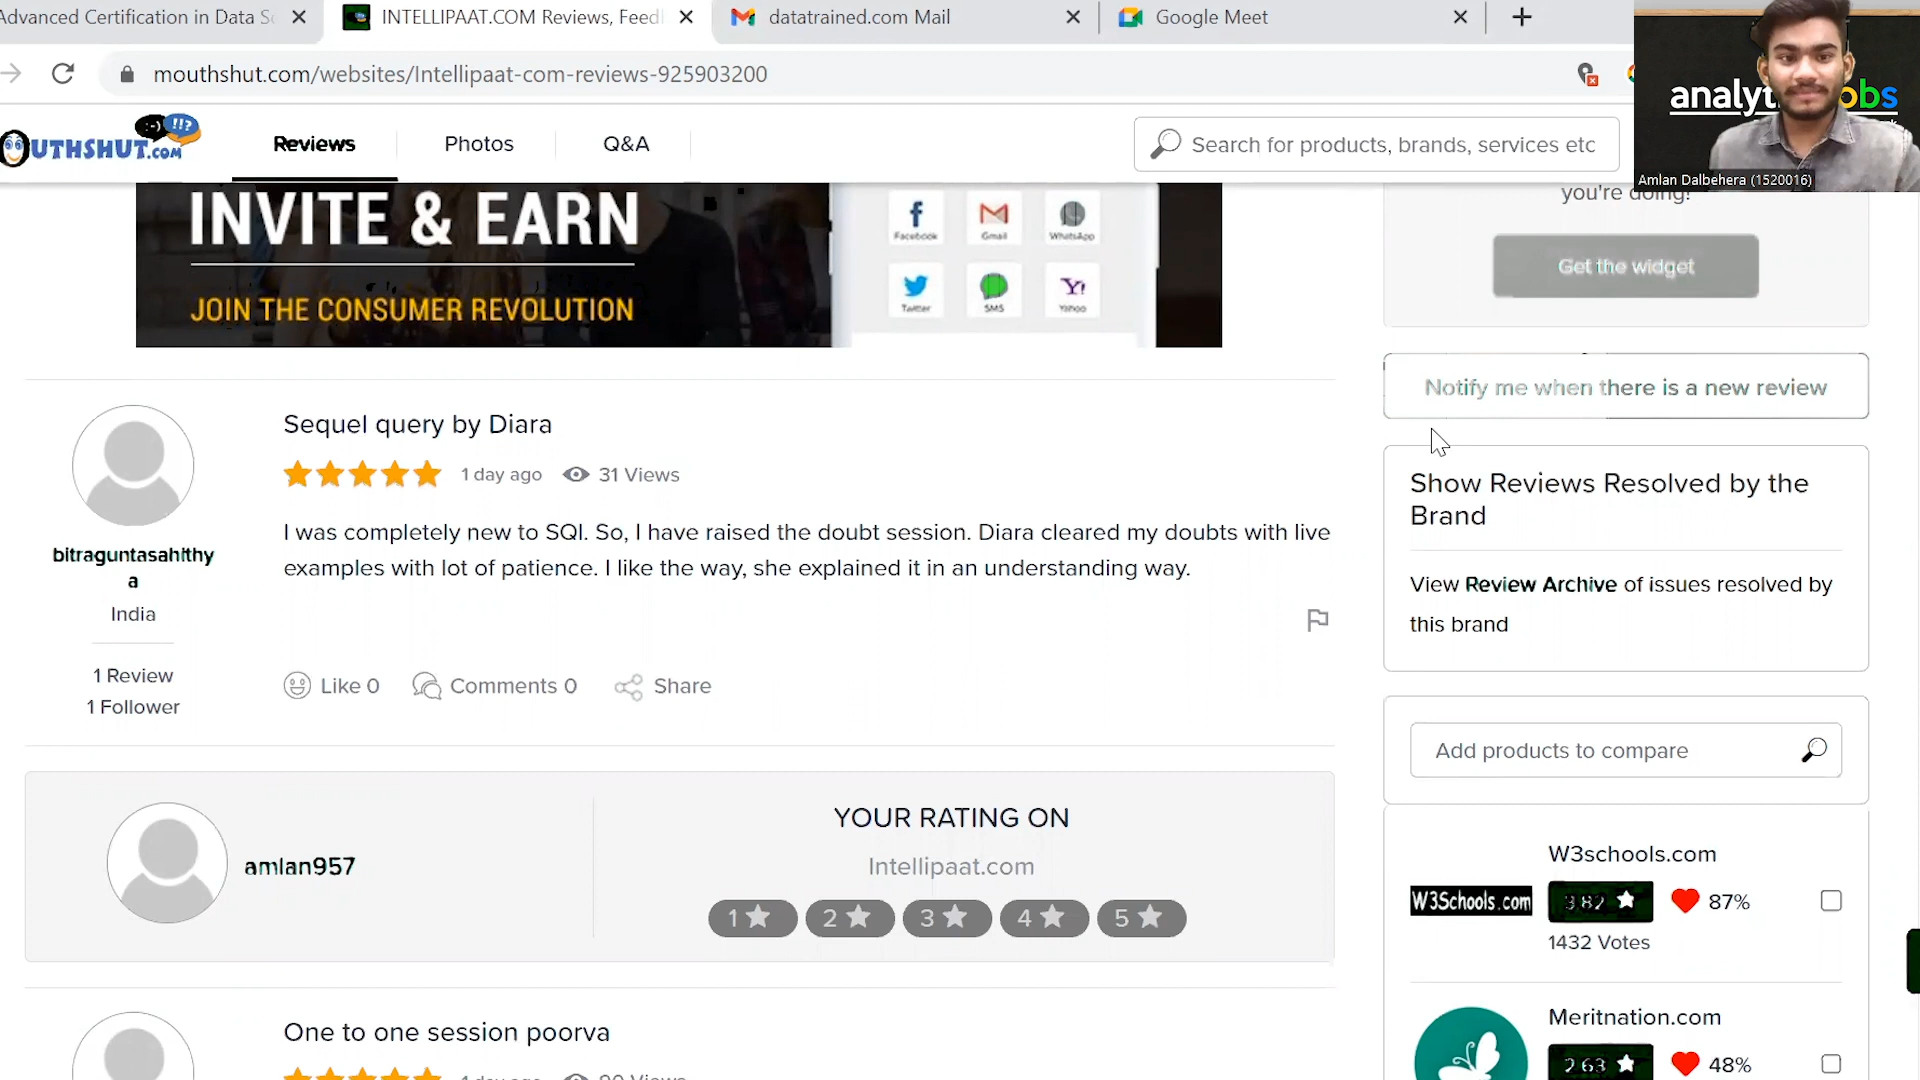 Advanced Certification in Data Sc
INTELLIPAAT.COM Reviews, Feed
datatrained.com Mail
Google Meet
mouthshut.com/websites/Intellipaat-com-reviews-925903200
MOUTHSHUT.COM
Reviews
Photos
Q&A
Search for products, brands, services etc
Amlan Dalbehera (1520016)
INVITE & EARN
JOIN THE CONSUMER REVOLUTION
Facebook
Gmail
WhatsApp
Twitter
SMS
Yahoo
you're doing!
Get the widget
Notify me when there is a new review
Sequel query by Diara
1 day ago
31 Views
I was completely new to SQl. So, I have raised the doubt session. Diara cleared my doubts with live
examples with lot of patience. I like the way, she explained it in an understanding way.
bitraguntasahithy
a
India
1 Review
1 Follower
Like 0
Comments 0
Share
Show Reviews Resolved by the
Brand
View Review Archive of issues resolved by
this brand
Add products to compare
amlan957
YOUR RATING ON
Intellipaat.com
1
2
3
4
5
W3schools.com
W3Schools.com
3.82
87%
1432 Votes
Meritnation.com
2.63
48%
One to one session poorva
1 day ago
90 Views